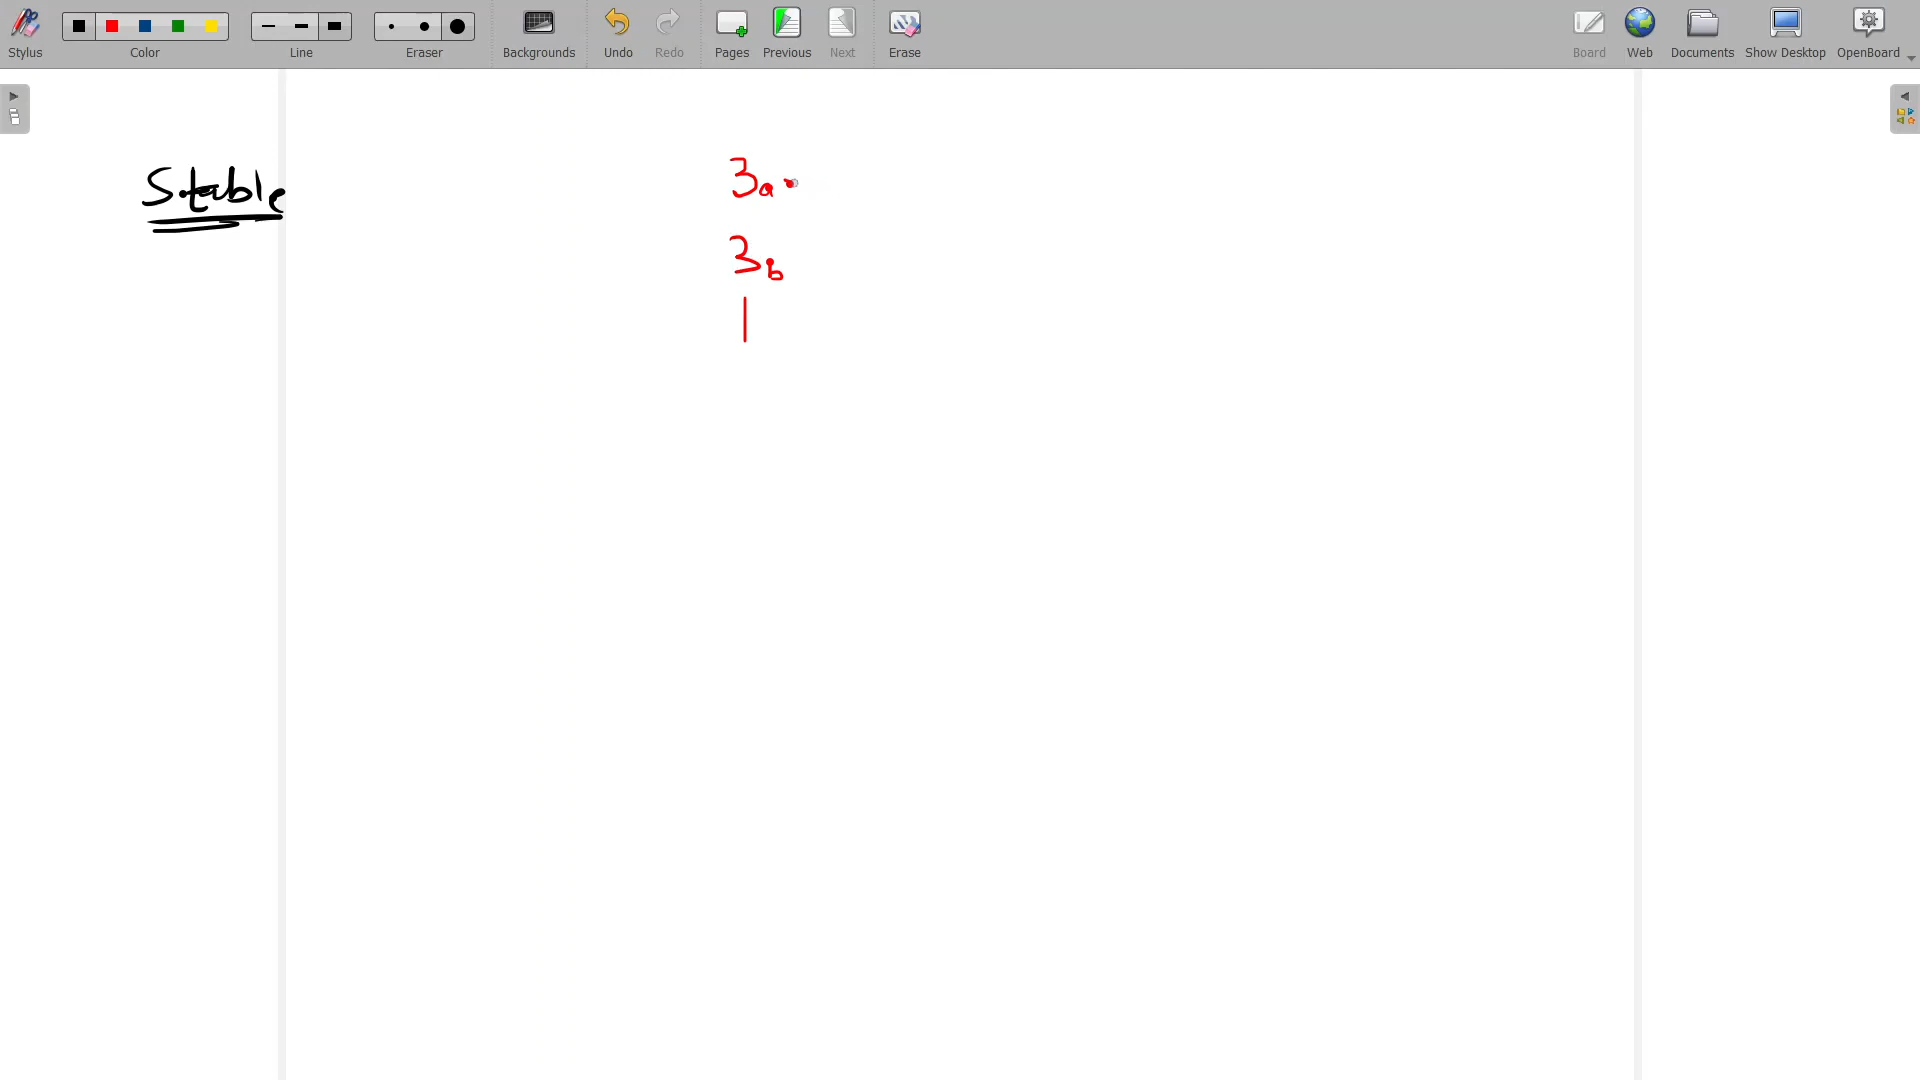 Stylus Color Line Eraser Backgrounds Undo Redo Pages Previous Next Erase Board Web Documents Show Desktop OpenBoard
Stable
3a
3b
1